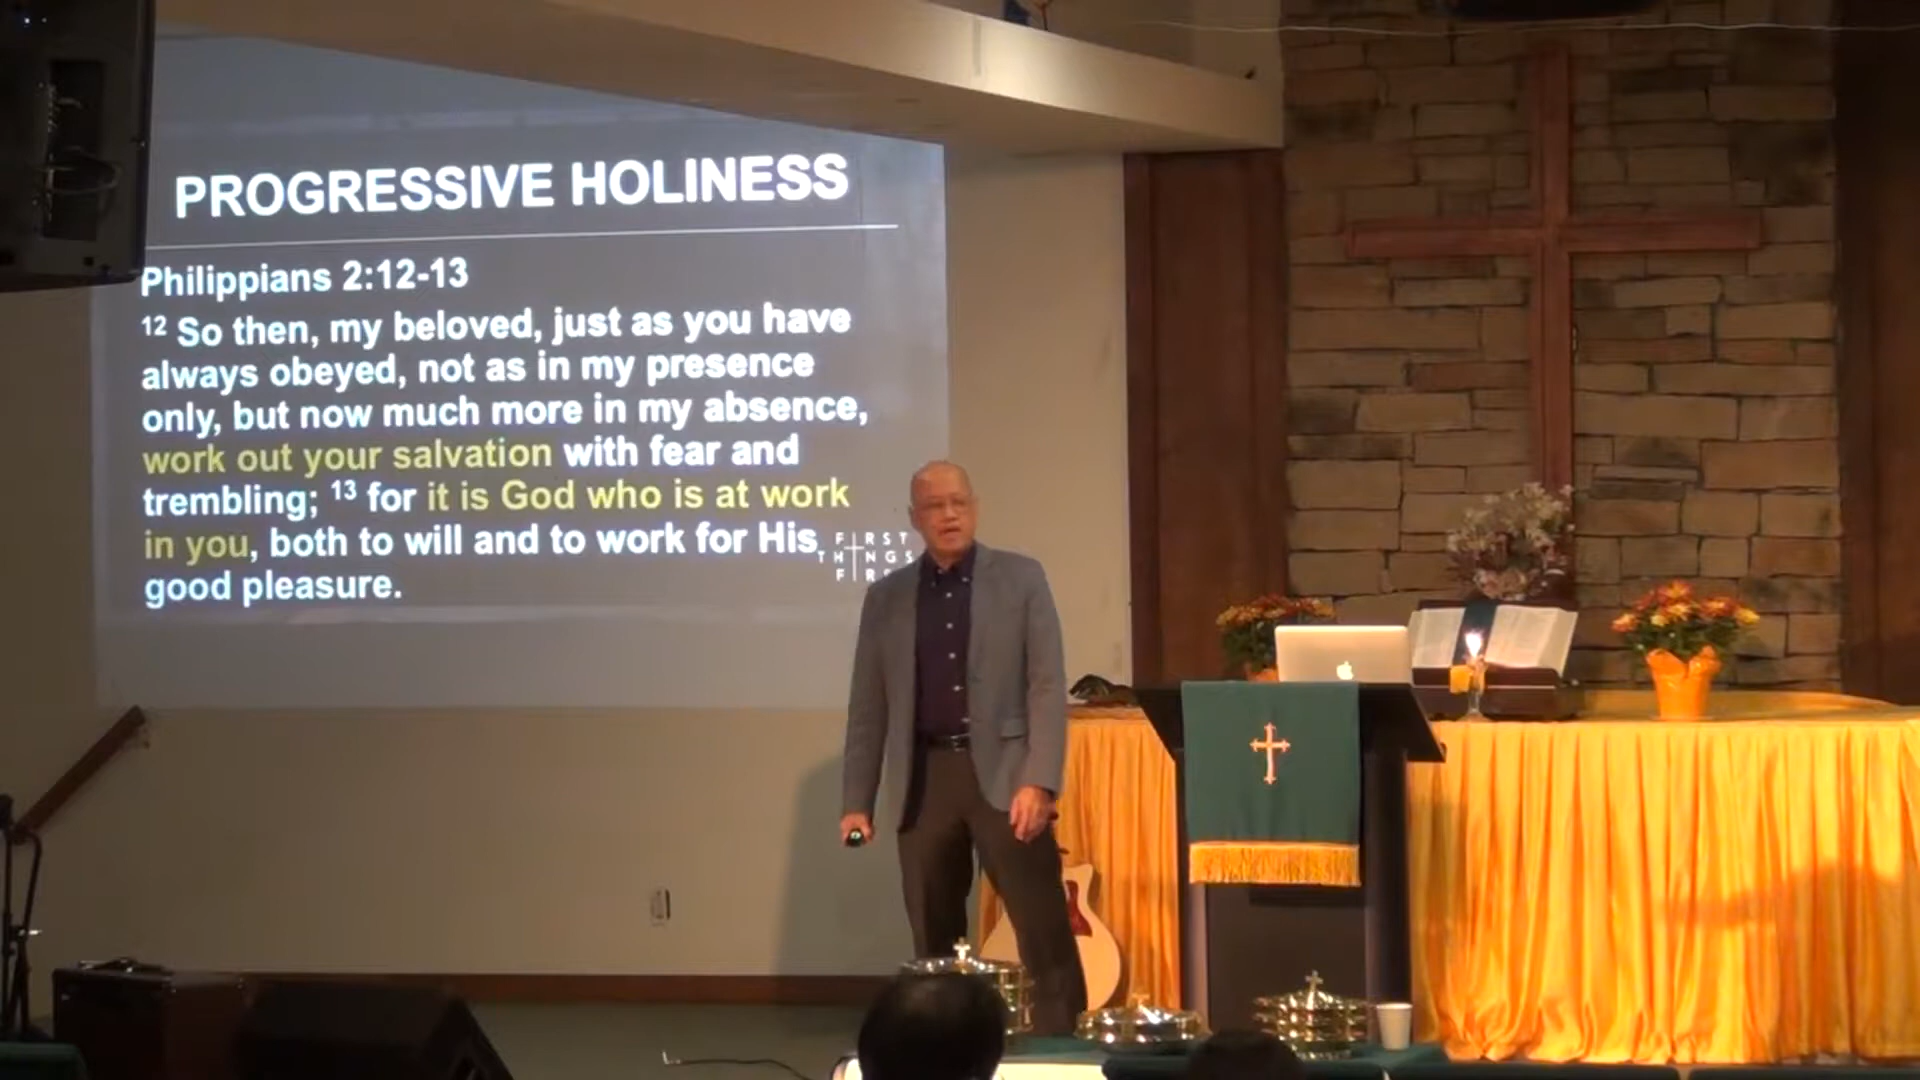 PROGRESSIVE HOLINESS
Philippians 2:12-13
12 So then, my beloved, just as you have
always obeyed, not as in my presence
only, but now much more in my absence,
work out your salvation with fear and
trembling; 13 for it is God who is at work
in you, both to will and to work for His
good pleasure.
FIRST
THINGS